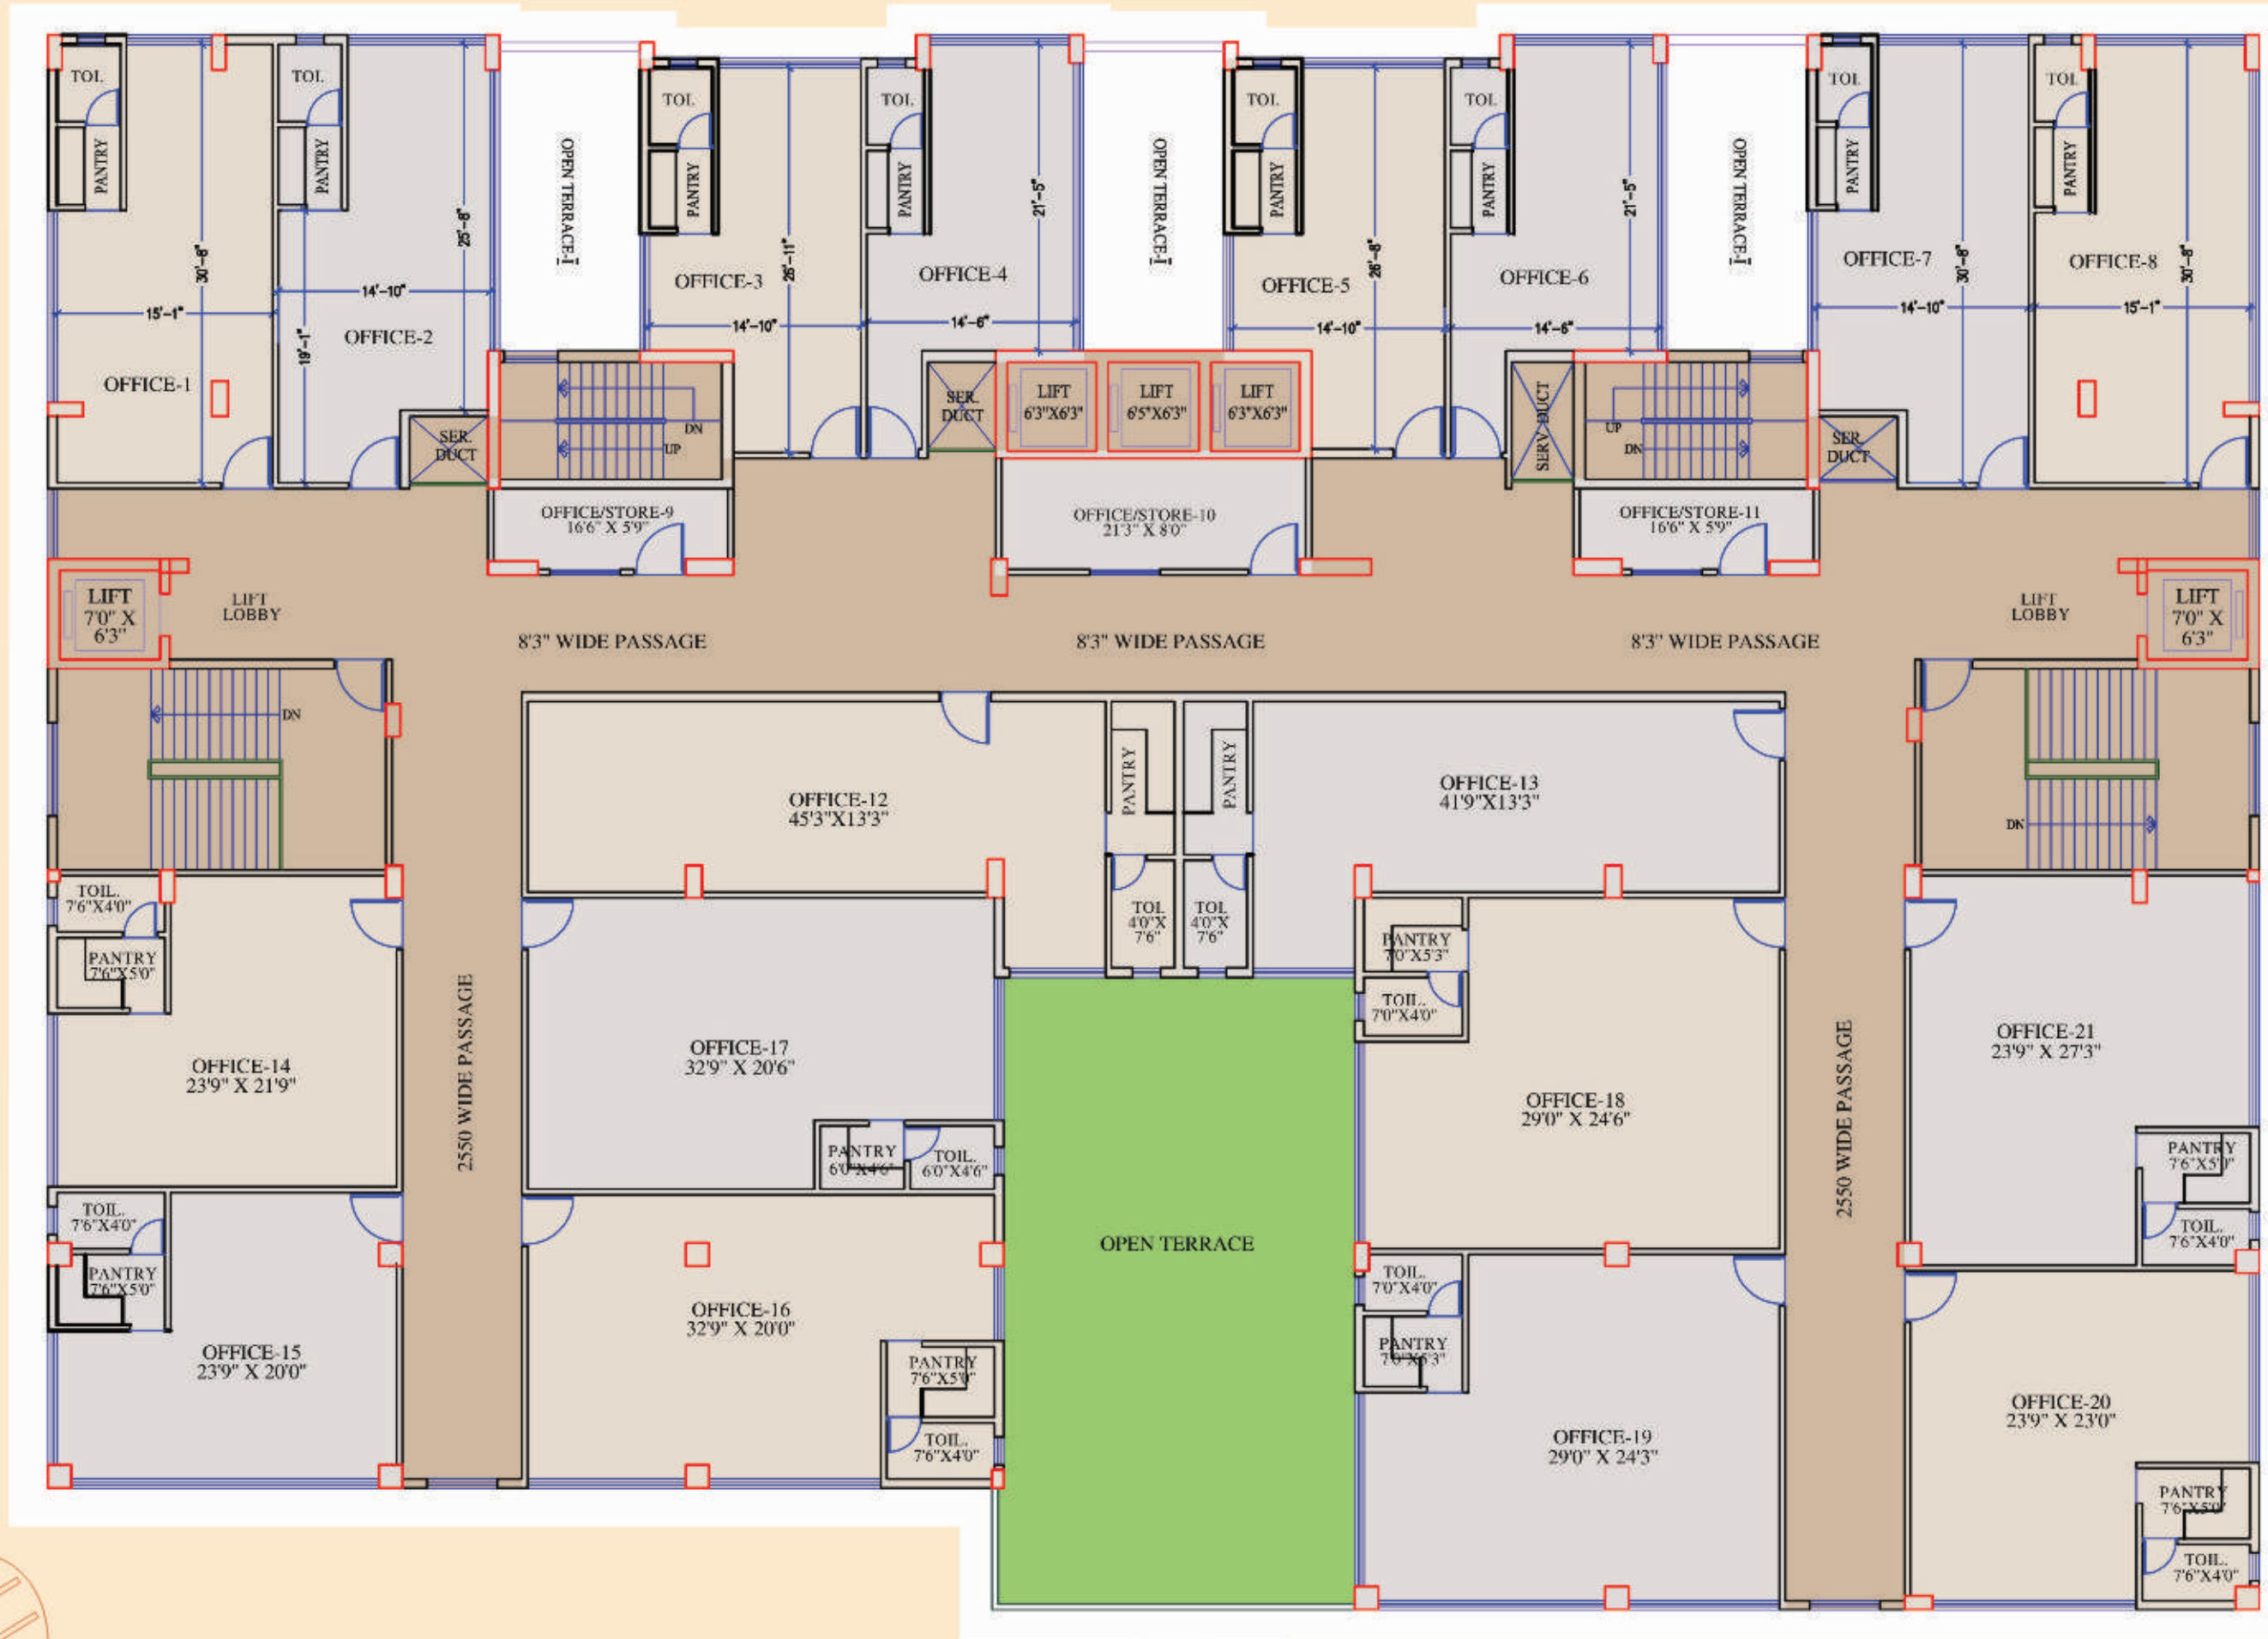 TOI.
TOI.
TOI.
TOI.
TOI.
TOI.
TOI.
TOI.
PANTRY
PANTRY
PANTRY
PANTRY
PANTRY
PANTRY
PANTRY
PANTRY
OPEN TERRACE-I
OPEN TERRACE-I
OPEN TERRACE-I
30'-8"
25'-8"
21'-5"
21'-5"
30'-8"
30'-8"
OFFICE-3
OFFICE-4
OFFICE-5
OFFICE-6
OFFICE-7
OFFICE-8
26'-8"
15'-1"
14'-10"
19'-1"
14'-10"
14'-6"
14'-10"
14'-6"
14'-10"
15'-1"
OFFICE-2
OFFICE-1
SER.
DUCT
DN
UP
SER.
DUCT
LIFT
6'3"X6'3"
LIFT
6'5"X6'3"
LIFT
6'3"X6'3"
SERV.DUCT
UP
DN
SER.
DUCT
OFFICE/STORE-9
16'6" X 5'9"
OFFICE/STORE-10
21'3" X 8'0"
OFFICE/STORE-11
16'6" X 5'9"
LIFT
7'0" X
6'3"
LIFT
LOBBY
LIFT
LOBBY
LIFT
7'0" X
6'3"
8'3" WIDE PASSAGE
8'3" WIDE PASSAGE
8'3" WIDE PASSAGE
DN
OFFICE-12
45'3"X13'3"
PANTRY
PANTRY
OFFICE-13
41'9"X13'3"
DN
TOIL.
7'6"X4'0"
PANTRY
7'6"X5'0"
TOI.
4'0"X
7'6"
TOI.
4'0"X
7'6"
PANTRY
7'0"X5'3"
TOIL.
7'0"X4'0"
2550 WIDE PASSAGE
OFFICE-14
23'9" X 21'9"
OFFICE-17
32'9" X 20'6"
OFFICE-18
29'0" X 24'6"
2550 WIDE PASSAGE
OFFICE-21
23'9" X 27'3"
PANTRY
6'0"X4'6"
TOIL.
6'0"X4'6"
PANTRY
7'6"X5'0"
TOIL.
7'6"X4'0"
TOIL.
7'6"X4'0"
PANTRY
7'6"X5'0"
OPEN TERRACE
TOIL.
7'0"X4'0"
PANTRY
7'0"X5'3"
OFFICE-15
23'9" X 20'0"
OFFICE-16
32'9" X 20'0"
PANTRY
7'6"X5'0"
TOIL.
7'6"X4'0"
OFFICE-19
29'0" X 24'3"
OFFICE-20
23'9" X 23'0"
PANTRY
7'6"X5'0"
TOIL.
7'6"X4'0"